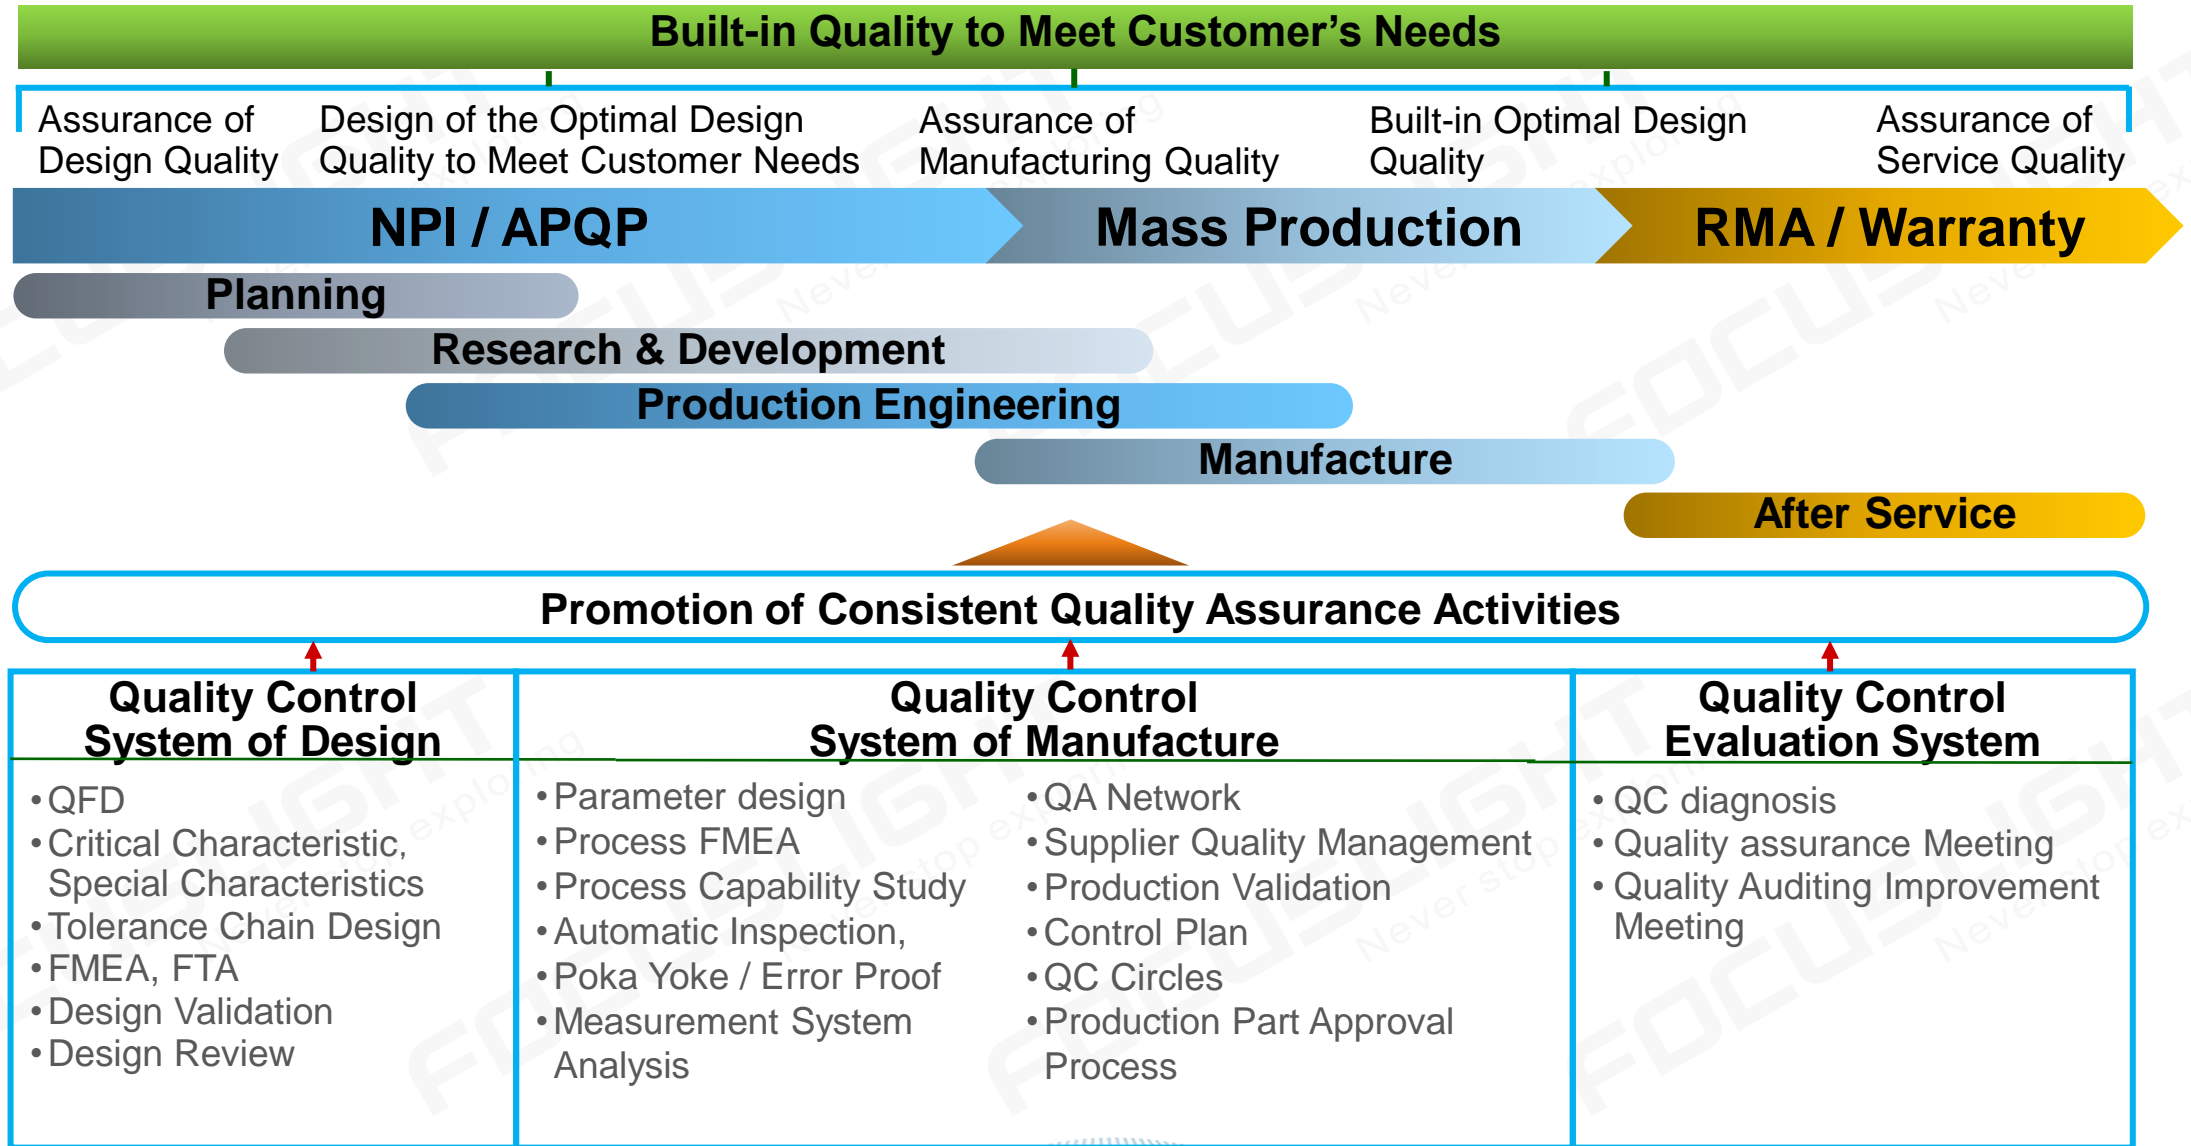 Built-in Quality to Meet Customer’s Needs
Assurance of
Design Quality
Design of the Optimal Design
Quality to Meet Customer Needs
Assurance of
Manufacturing Quality
Built-in Optimal Design
Quality
Assurance of
Service Quality
NPI / APQP
Mass Production
RMA / Warranty
Planning
Research & Development
Production Engineering
Manufacture
After Service
Promotion of Consistent Quality Assurance Activities
Quality Control
System of Design
•QFD
•Critical Characteristic,
Special Characteristics
•Tolerance Chain Design
•FMEA, FTA
•Design Validation
•Design Review
Quality Control
System of Manufacture
•Parameter design
•Process FMEA
•Process Capability Study
•Automatic Inspection,
•Poka Yoke / Error Proof
•Measurement System
Analysis
•QA Network
•Supplier Quality Management
•Production Validation
•Control Plan
•QC Circles
•Production Part Approval
Process
Quality Control
Evaluation System
• QC diagnosis
• Quality assurance Meeting
• Quality Auditing Improvement
Meeting
FOCUSLIGHT
Never stop exploring